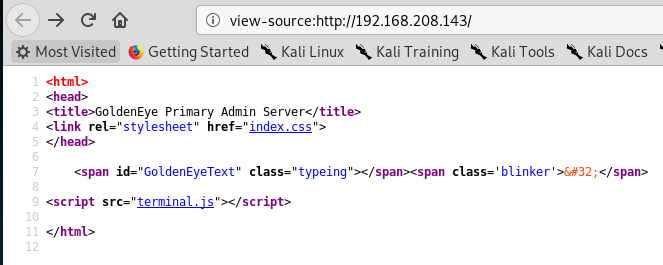 view-source:http://192.168.208.143/
Most Visited Getting Started Kali Linux Kali Training Kali Tools Kali Docs
1 <html>
2 <head>
3 <title>GoldenEye Primary Admin Server</title>
4 <link rel="stylesheet" href="index.css">
5 </head>
6
7 <span id="GoldenEyeText" class="typeing"></span><span class='blinker'>&#32;</span>
8
9 <script src="terminal.js"></script>
10
11 </html>
12